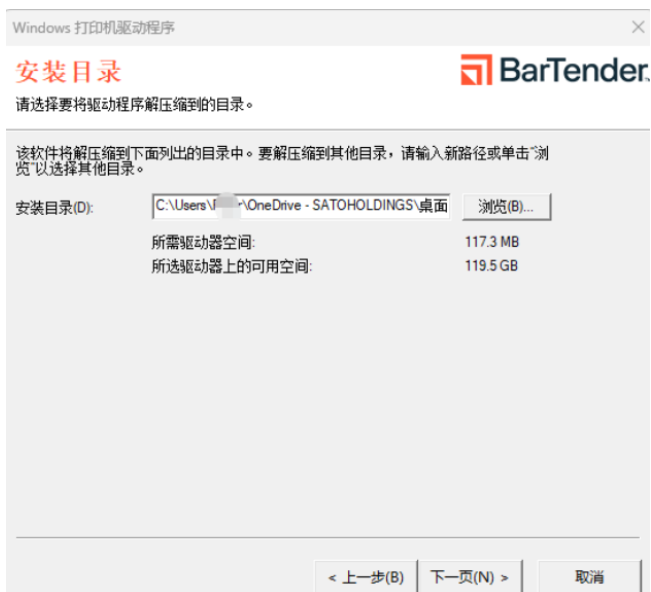 Windows 打印机驱动程序
安装目录
BarTender
请选择要将驱动程序解压缩到的目录。
该软件将解压缩到下面列出的目录中。要解压缩到其他目录，请输入新路径或单击“浏
览”以选择其他目录。
安装目录(D):
C:\Users\ \OneDrive - SATOHOLDINGS\桌面
浏览(B)...
所需驱动器空间:
117.3 MB
所选驱动器上的可用空间:
119.5 GB
< 上一步(B)
下一页(N) >
取消